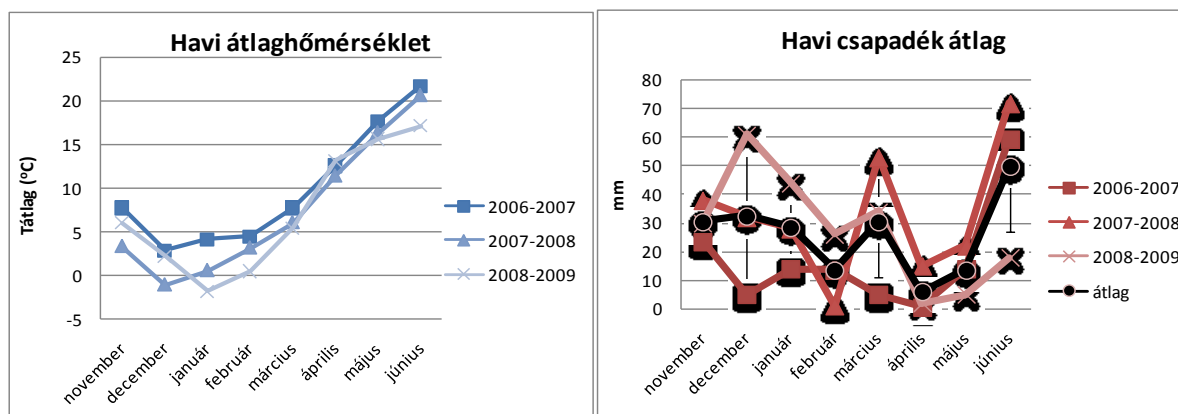 Havi átlaghőmérséklet
25
20
15
10
5
0
-5
Tátlag (°C)
november
december
január
február
március
április
május
június
2006-2007
2007-2008
2008-2009
Havi csapadék átlag
80
70
60
50
40
30
20
10
0
mm
november
december
január
február
március
április
május
június
2006-2007
2007-2008
2008-2009
átlag